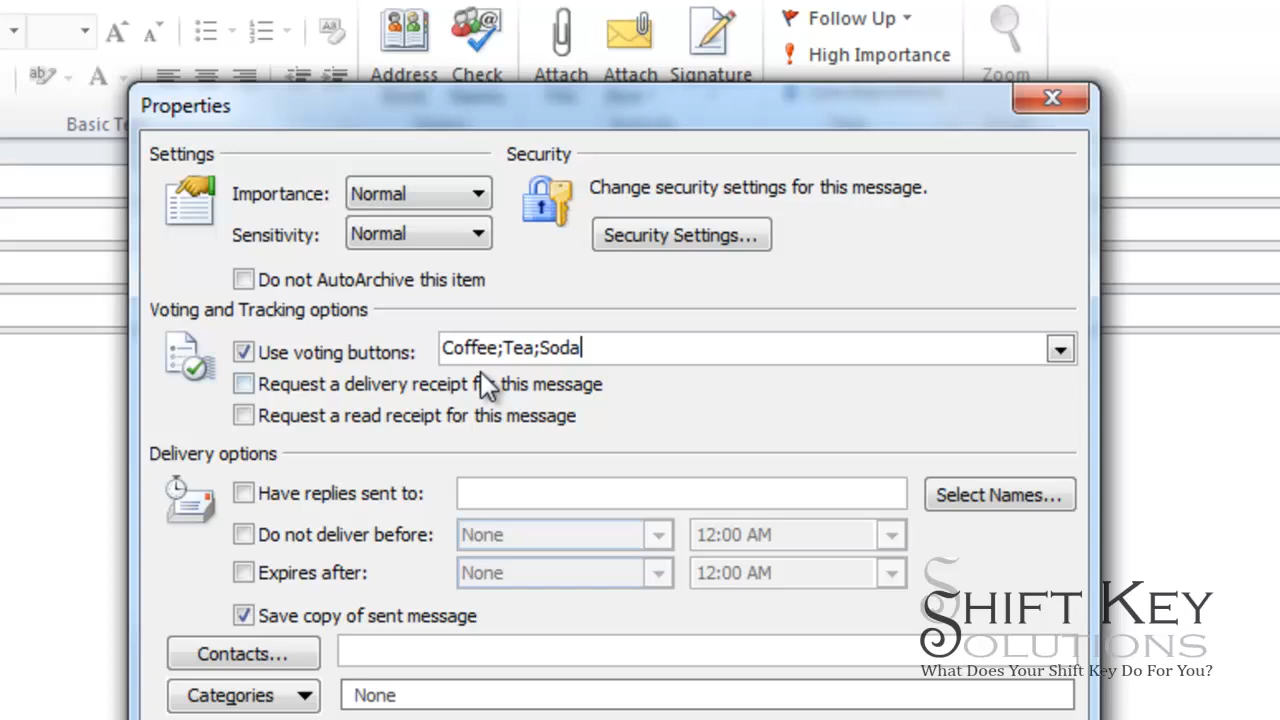 Follow Up
High Importance
Address
Check
Attach
Attach
Signature
Zoom
Properties
Settings
Security
Importance:
Normal
Change security settings for this message.
Sensitivity:
Normal
Security Settings...
Do not AutoArchive this item
Voting and Tracking options
Use voting buttons:
Coffee;Tea;Soda
Request a delivery receipt for this message
Request a read receipt for this message
Delivery options
Have replies sent to:
Select Names...
Do not deliver before:
None
12:00 AM
Expires after:
None
12:00 AM
Save copy of sent message
Contacts...
Categories
None
Shift Key
Solutions
What Does Your Shift Key Do For You?